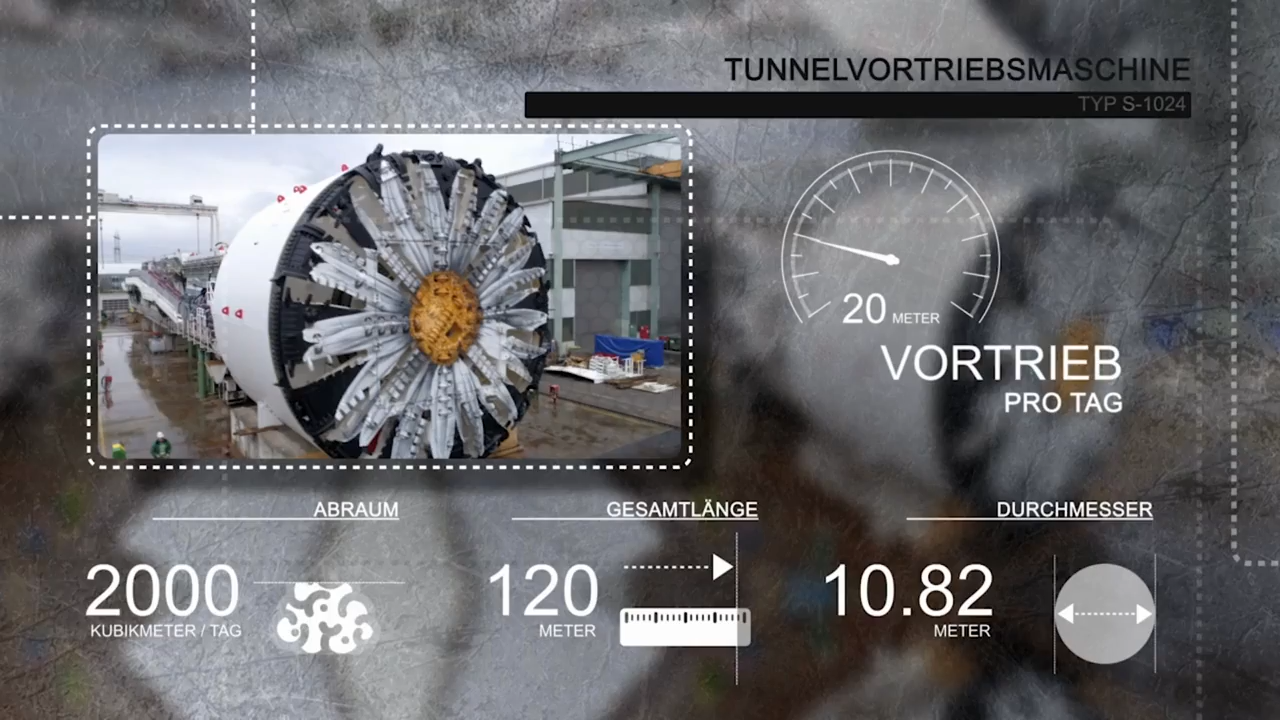 TUNNELVORTRIEBSMASCHINE
TYP S-1024
20 METER
VORTRIEB
PRO TAG
ABRAUM
2000
KUBIKMETER / TAG
GESAMTLÄNGE
120
METER
DURCHMESSER
10.82
METER